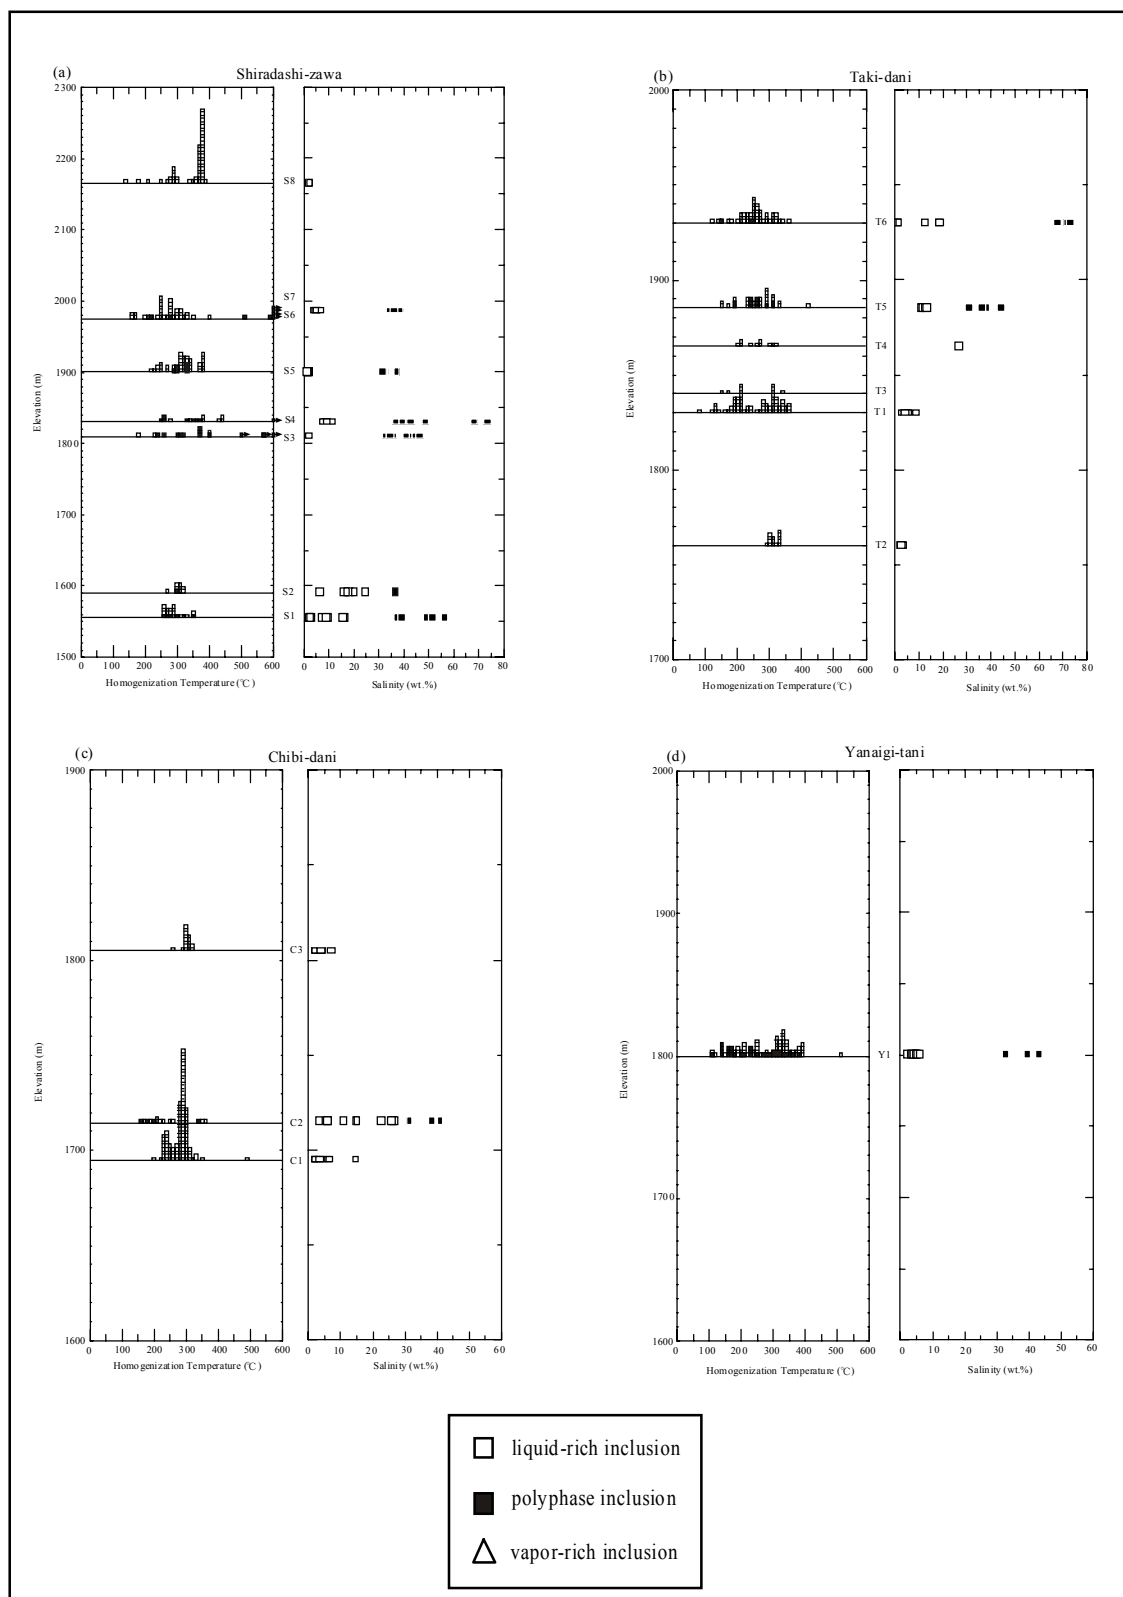 (a)
Shiradashi-zawa
2300
2200
2100
2000
1900
1800
1700
1600
1500
Elevation (m)
S8
S7
S6
S5
S4
S3
S2
S1
0 100 200 300 400 500 600
Homogenization Temperature (℃)
0 10 20 30 40 50 60 70 80
Salinity (wt.%)
(b)
Taki-dani
2000
1900
1800
1700
Elevation (m)
T6
T5
T4
T3
T1
T2
0 100 200 300 400 500 600
Homogenization Temperature (℃)
0 10 20 30 40 50 60 70 80
Salinity (wt.%)
(c)
Chibi-dani
1900
1800
1700
1600
Elevation (m)
C3
C2
C1
0 100 200 300 400 500 600
Homogenization Temperature (℃)
0 10 20 30 40 50 60
Salinity (wt.%)
(d)
Yanaigi-tani
2000
1900
1800
1700
1600
Elevation (m)
Y1
0 100 200 300 400 500 600
Homogenization Temperature (℃)
0 10 20 30 40 50 60
Salinity (wt.%)
liquid-rich inclusion
polyphase inclusion
vapor-rich inclusion